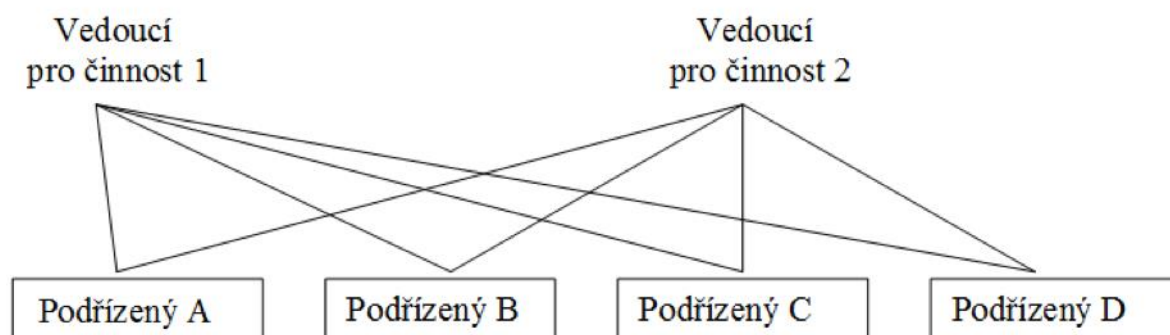 Vedoucí
pro činnost 1
Vedoucí
pro činnost 2
Podřízený A
Podřízený B
Podřízený C
Podřízený D